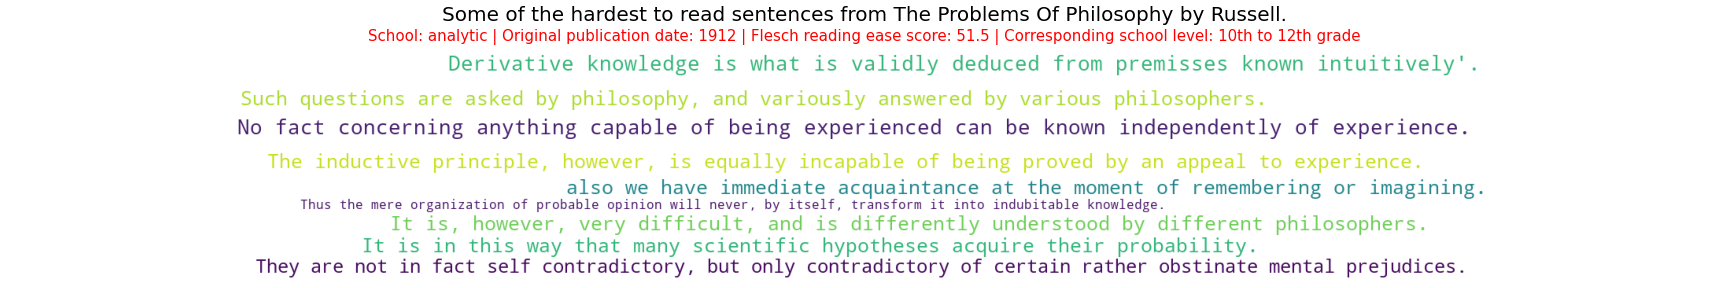 Some of the hardest to read sentences from The Problems Of Philosophy by Russell.
School: analytic | Original publication date: 1912 | Flesch reading ease score: 51.5 | Corresponding school level: 10th to 12th grade
Derivative knowledge is what is validly deduced from premisses known intuitively'.
Such questions are asked by philosophy, and variously answered by various philosophers.
No fact concerning anything capable of being experienced can be known independently of experience.
The inductive principle, however, is equally incapable of being proved by an appeal to experience.
also we have immediate acquaintance at the moment of remembering or imagining.
Thus the mere organization of probable opinion will never, by itself, transform it into indubitable knowledge.
It is, however, very difficult, and is differently understood by different philosophers.
It is in this way that many scientific hypotheses acquire their probability.
They are not in fact self contradictory, but only contradictory of certain rather obstinate mental prejudices.